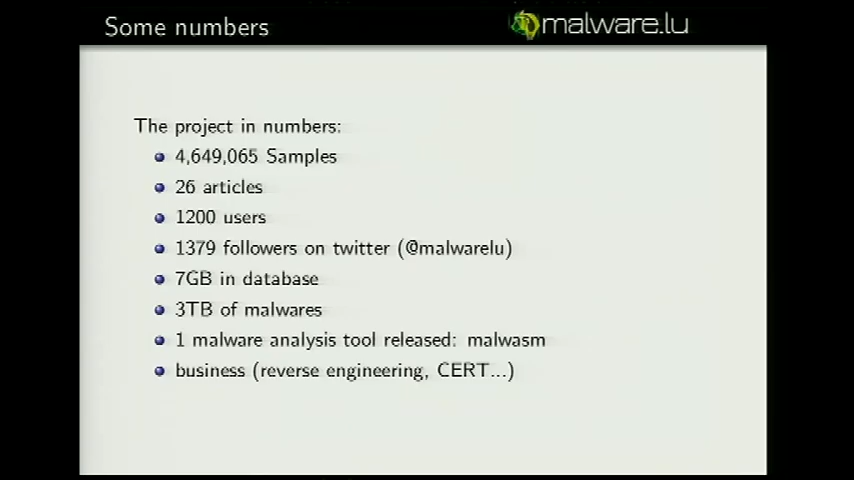 Some numbers
malware.lu
The project in numbers:
4,649,065 Samples
26 articles
1200 users
1379 followers on twitter (@malwarelu)
7GB in database
3TB of malwares
1 malware analysis tool released: malwasm
business (reverse engineering, CERT...)